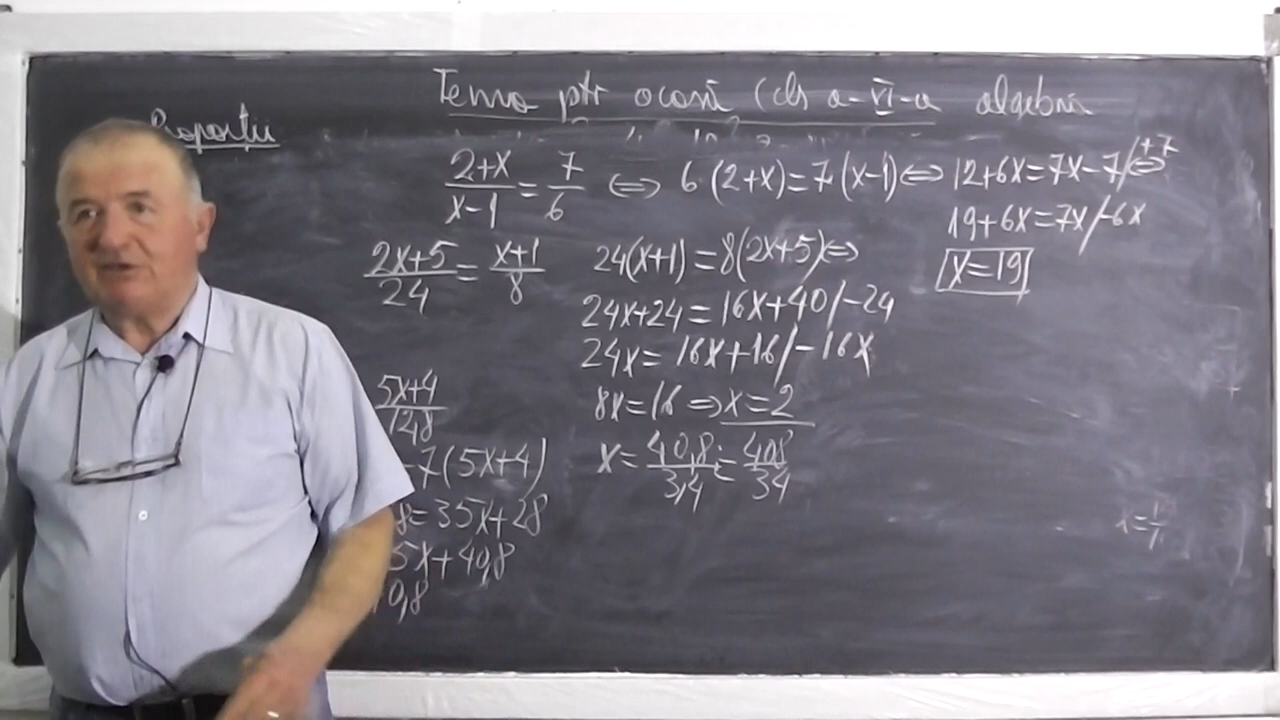 Tema ptr acasă (cls a-VI-a algebră
Proporții
2+x/x-1 = 7/6 ⇔ 6(2+x)=7(x-1) ⇔ 12+6x=7x-7/+7 ⇔
19+6x=7x/-6x
x=19
2x+5/24 = x+1/8
24(x+1)=8(2x+5) ⇔
24x+24=16x+40/-24
24x=16x+16/-16x
8x=16 ⇒ x=2
5x+4/12,8
7(5x+4)
8=35x+28
5x+40,8
0,8
x=40,8/3,4=408/34